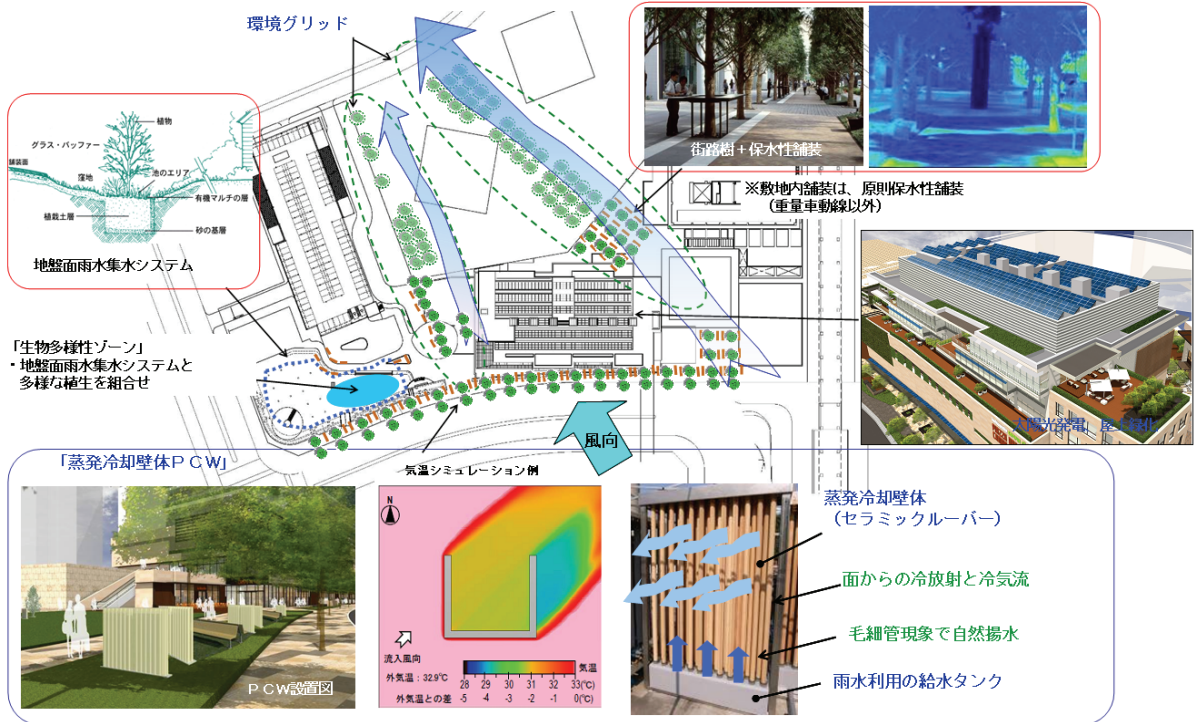 環境グリッド
植物
グラス・バッファー
舗装面
窪地
池のエリア
有機マルチの層
植栽土層
砂の基層
地盤面雨水集水システム
街路樹＋保水性舗装
※敷地内舗装は、原則保水性舗装
（重量車動線以外）
「生物多様性ゾーン」
・地盤面雨水集水システムと
多様な植生を組合せ
太陽光発電　屋上緑化
風向
「蒸発冷却壁体ＰＣＷ」
気温シミュレーション例
ＰＣＷ設置図
N
流入風向
外気温：32.9℃
気温
28 29 30 31 32 33(℃)
外気温との差 -5 -4 -3 -2 -1 0(℃)
蒸発冷却壁体
（セラミックルーバー）
面からの冷放射と冷気流
毛細管現象で自然揚水
雨水利用の給水タンク